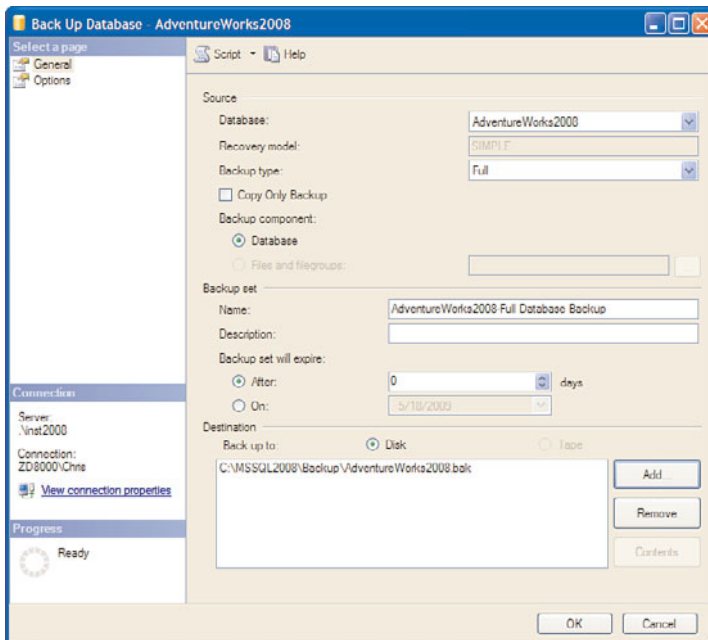 Back Up Database - AdventureWorks2008
Select a page
General
Options
Script Help
Source
Database: AdventureWorks2008
Recovery model: SIMPLE
Backup type: Full
Copy Only Backup
Backup component:
Database
Files and filegroups: ...
Backup set
Name: AdventureWorks2008-Full Database Backup
Description:
Backup set will expire:
After: 0 days
On: 5/18/2009
Destination
Back up to: Disk Tape
C:\MSSQL2008\Backup\AdventureWorks2008.bak
Add...
Remove
Contents
Connection
Server:
.\inst2008
Connection:
ZD8000\Chris
View connection properties
Progress
Ready
OK Cancel